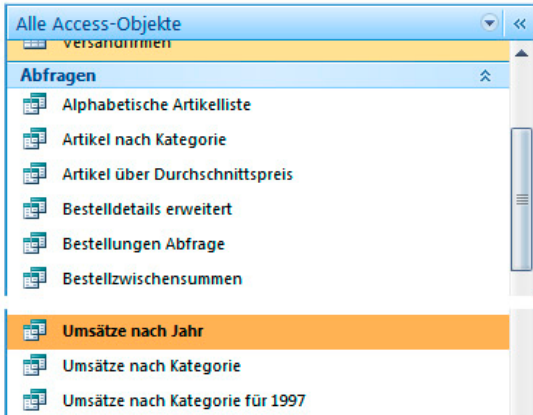 Alle Access-Objekte
Versandfirmen
Abfragen
Alphabetische Artikelliste
Artikel nach Kategorie
Artikel über Durchschnittspreis
Bestelldetails erweitert
Bestellungen Abfrage
Bestellzwischensummen
Umsätze nach Jahr
Umsätze nach Kategorie
Umsätze nach Kategorie für 1997